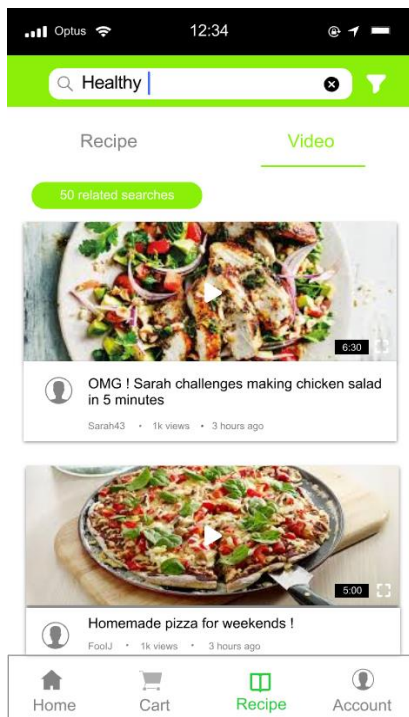 Optus 12:34
Healthy
Recipe Video
50 related searches
6:30
OMG ! Sarah challenges making chicken salad
in 5 minutes
Sarah43 • 1k views • 3 hours ago
5:00
Homemade pizza for weekends !
FoolJ • 1k views • 3 hours ago
Home Cart Recipe Account